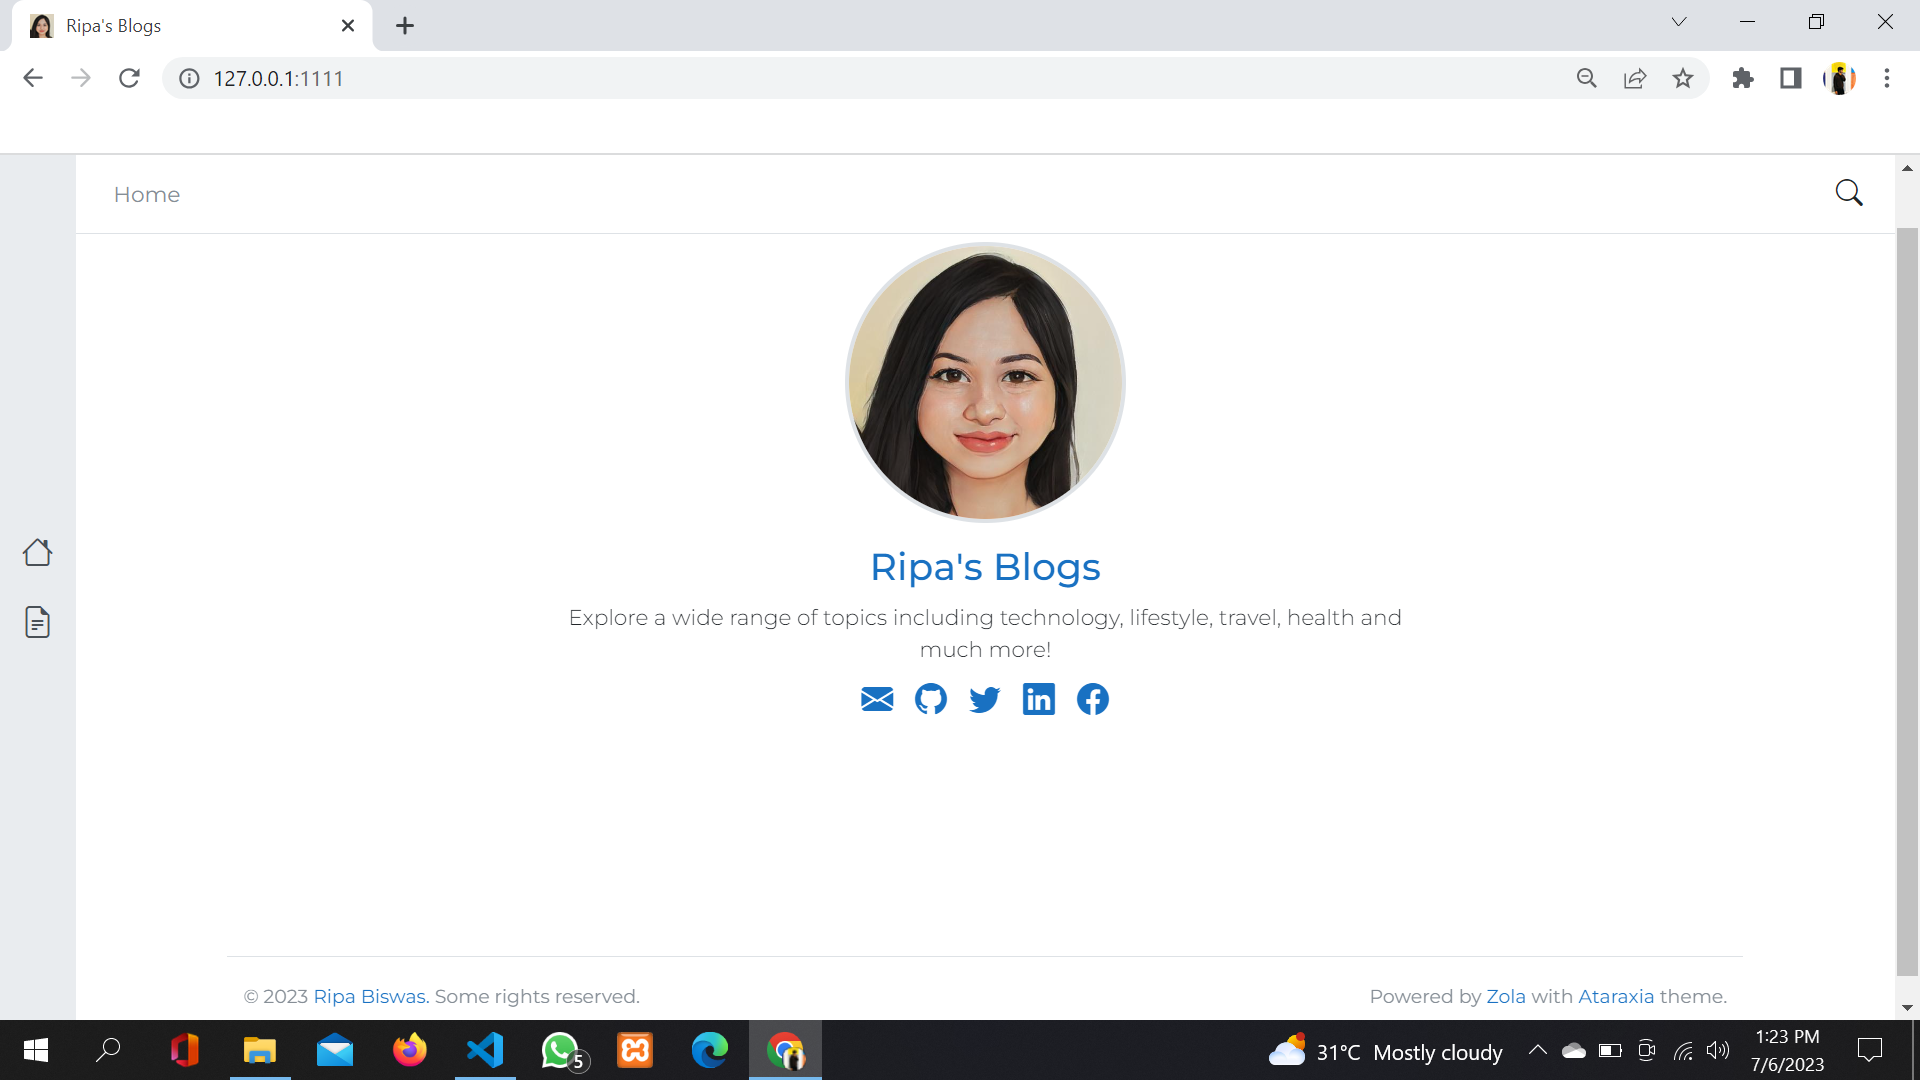 Ripa's Blogs
127.0.0.1:1111
Home
Ripa's Blogs
Explore a wide range of topics including technology, lifestyle, travel, health and
much more!
in
© 2023 Ripa Biswas. Some rights reserved.
Powered by Zola with Ataraxia theme.
5
31°C Mostly cloudy
1:23 PM
7/6/2023